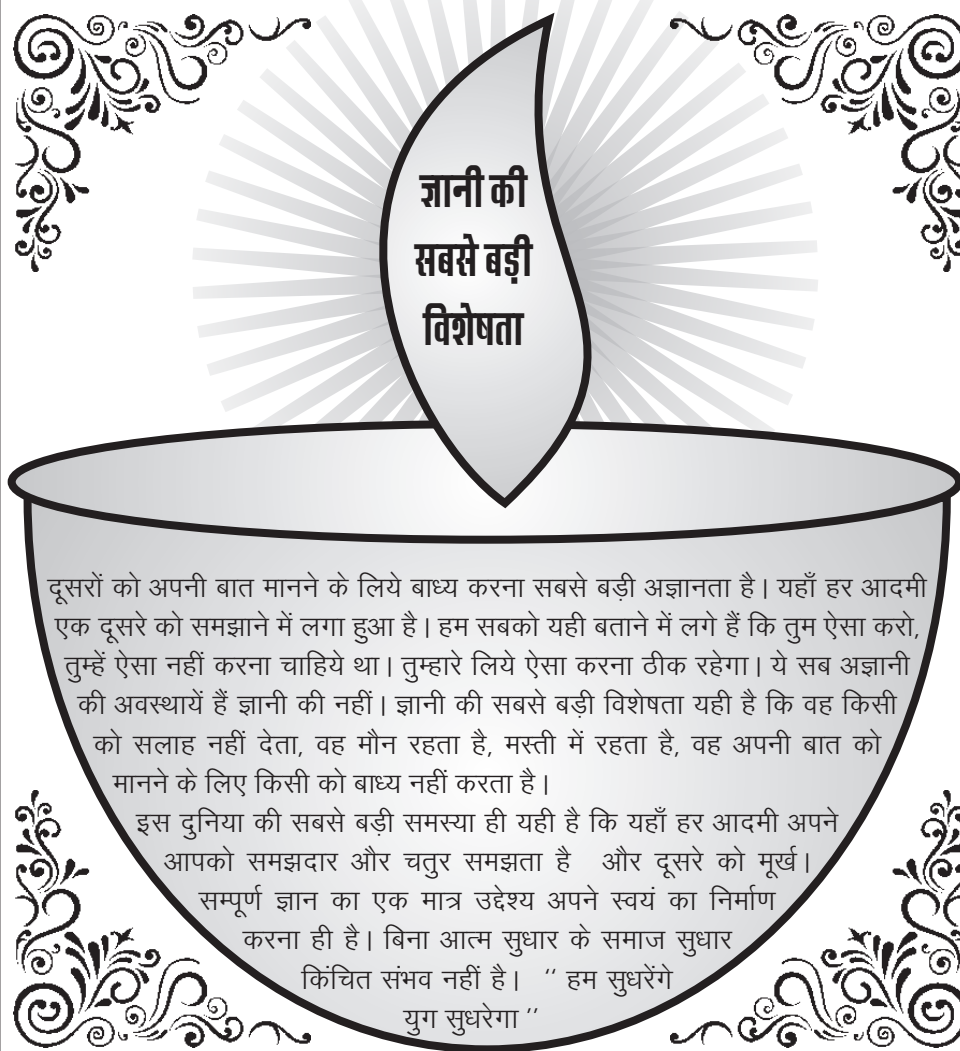 ज्ञानी की
सबसे बड़ी
विशेषता
दूसरों को अपनी बात मानने के लिये बाध्य करना सबसे बड़ी अज्ञानता है। यहाँ हर आदमी
एक दूसरे को समझाने में लगा हुआ है। हम सबको यही बताने में लगे हैं कि तुम ऐसा करो,
तुम्हें ऐसा नहीं करना चाहिये था। तुम्हारे लिये ऐसा करना ठीक रहेगा। ये सब अज्ञानी
की अवस्थायें हैं ज्ञानी की नहीं। ज्ञानी की सबसे बड़ी विशेषता यही है कि वह किसी
को सलाह नहीं देता, वह मौन रहता है, मस्ती में रहता है, वह अपनी बात को
मानने के लिए किसी को बाध्य नहीं करता है।
इस दुनिया की सबसे बड़ी समस्या ही यही है कि यहाँ हर आदमी अपने
आपको समझदार और चतुर समझता है और दूसरे को मूर्ख।
सम्पूर्ण ज्ञान का एक मात्र उद्देश्य अपने स्वयं का निर्माण
करना ही है। बिना आत्म सुधार के समाज सुधार
किंचित संभव नहीं है। ‘‘ हम सुधरेंगे
युग सुधरेगा ’’